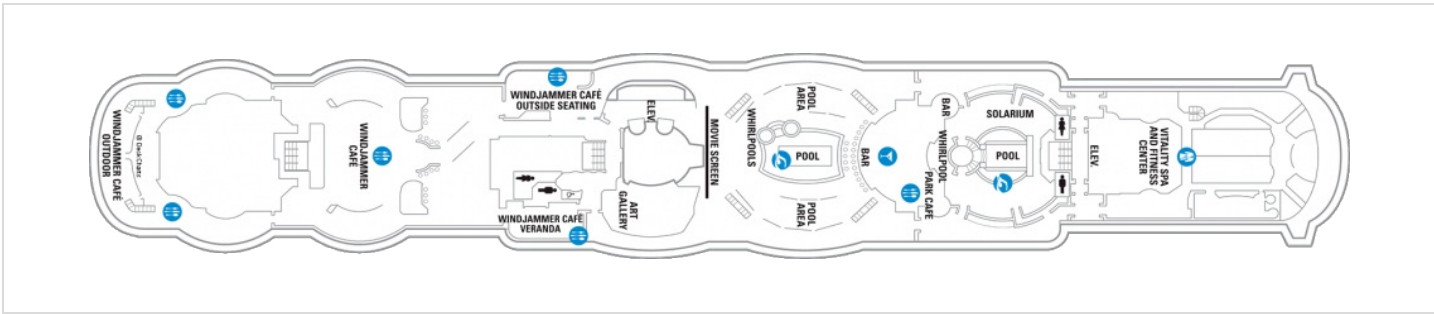 WINDJAMMER CAFÉ
OUTDOOR
WINDJAMMER
CAFÉ
WINDJAMMER CAFÉ
OUTSIDE SEATING
WINDJAMMER CAFÉ
VERANDA
ELEV.
ART
GALLERY
MOVIE SCREEN
WHIRLPOOLS
POOL
AREA
POOL
POOL
AREA
BAR
BAR
WHIRLPOOL
PARK CAFÉ
SOLARIUM
POOL
ELEV.
VITALITY SPA
AND FITNESS
CENTER